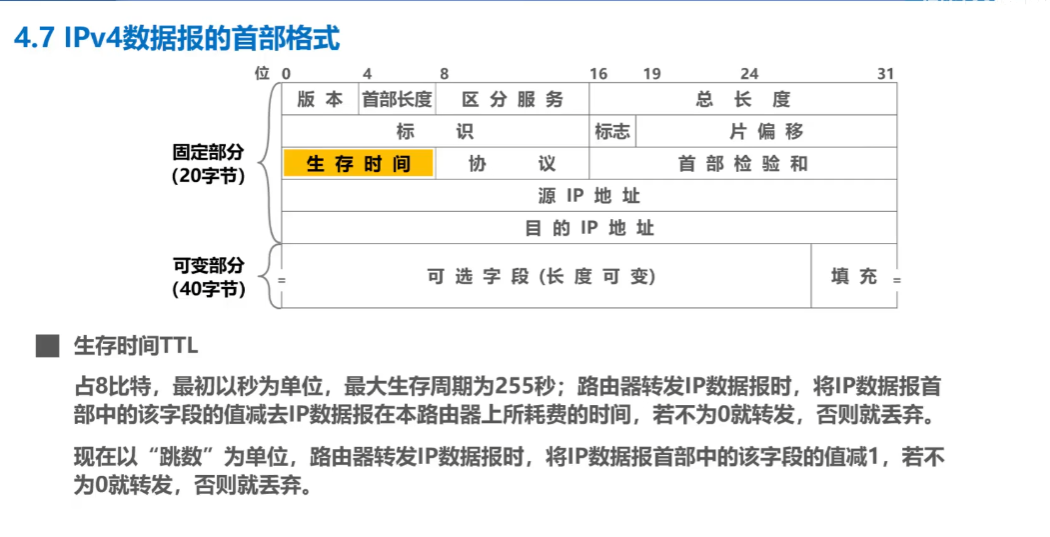 4.7 IPv4数据报的首部格式
位 0 4 8 16 19 24 31
版 本 首部长度 区 分 服 务 总 长 度
标 识 标志 片 偏 移
固定部分
(20字节)
生 存 时 间 协 议 首 部 检 验 和
源 IP 地 址
目 的 IP 地 址
可变部分
(40字节)
= 可 选 字 段 (长 度 可 变) 填 充 =
生存时间TTL
占8比特，最初以秒为单位，最大生存周期为255秒；路由器转发IP数据报时，将IP数据报首
部中的该字段的值减去IP数据报在本路由器上所耗费的时间，若不为0就转发，否则就丢弃。
现在以“跳数”为单位，路由器转发IP数据报时，将IP数据报首部中的该字段的值减1，若不
为0就转发，否则就丢弃。